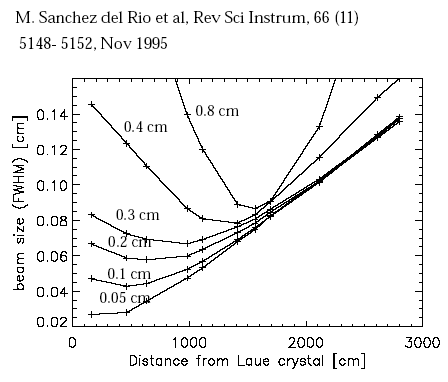 M. Sanchez del Rio et al, Rev Sci Instrum, 66 (11)
5148- 5152, Nov 1995
beam size (FWHM) [cm]
0.14
0.12
0.10
0.08
0.06
0.04
0.02
0.8 cm
0.4 cm
0.3 cm
0.2 cm
0.1 cm
0.05 cm
0 1000 2000 3000
Distance from Laue crystal [cm]